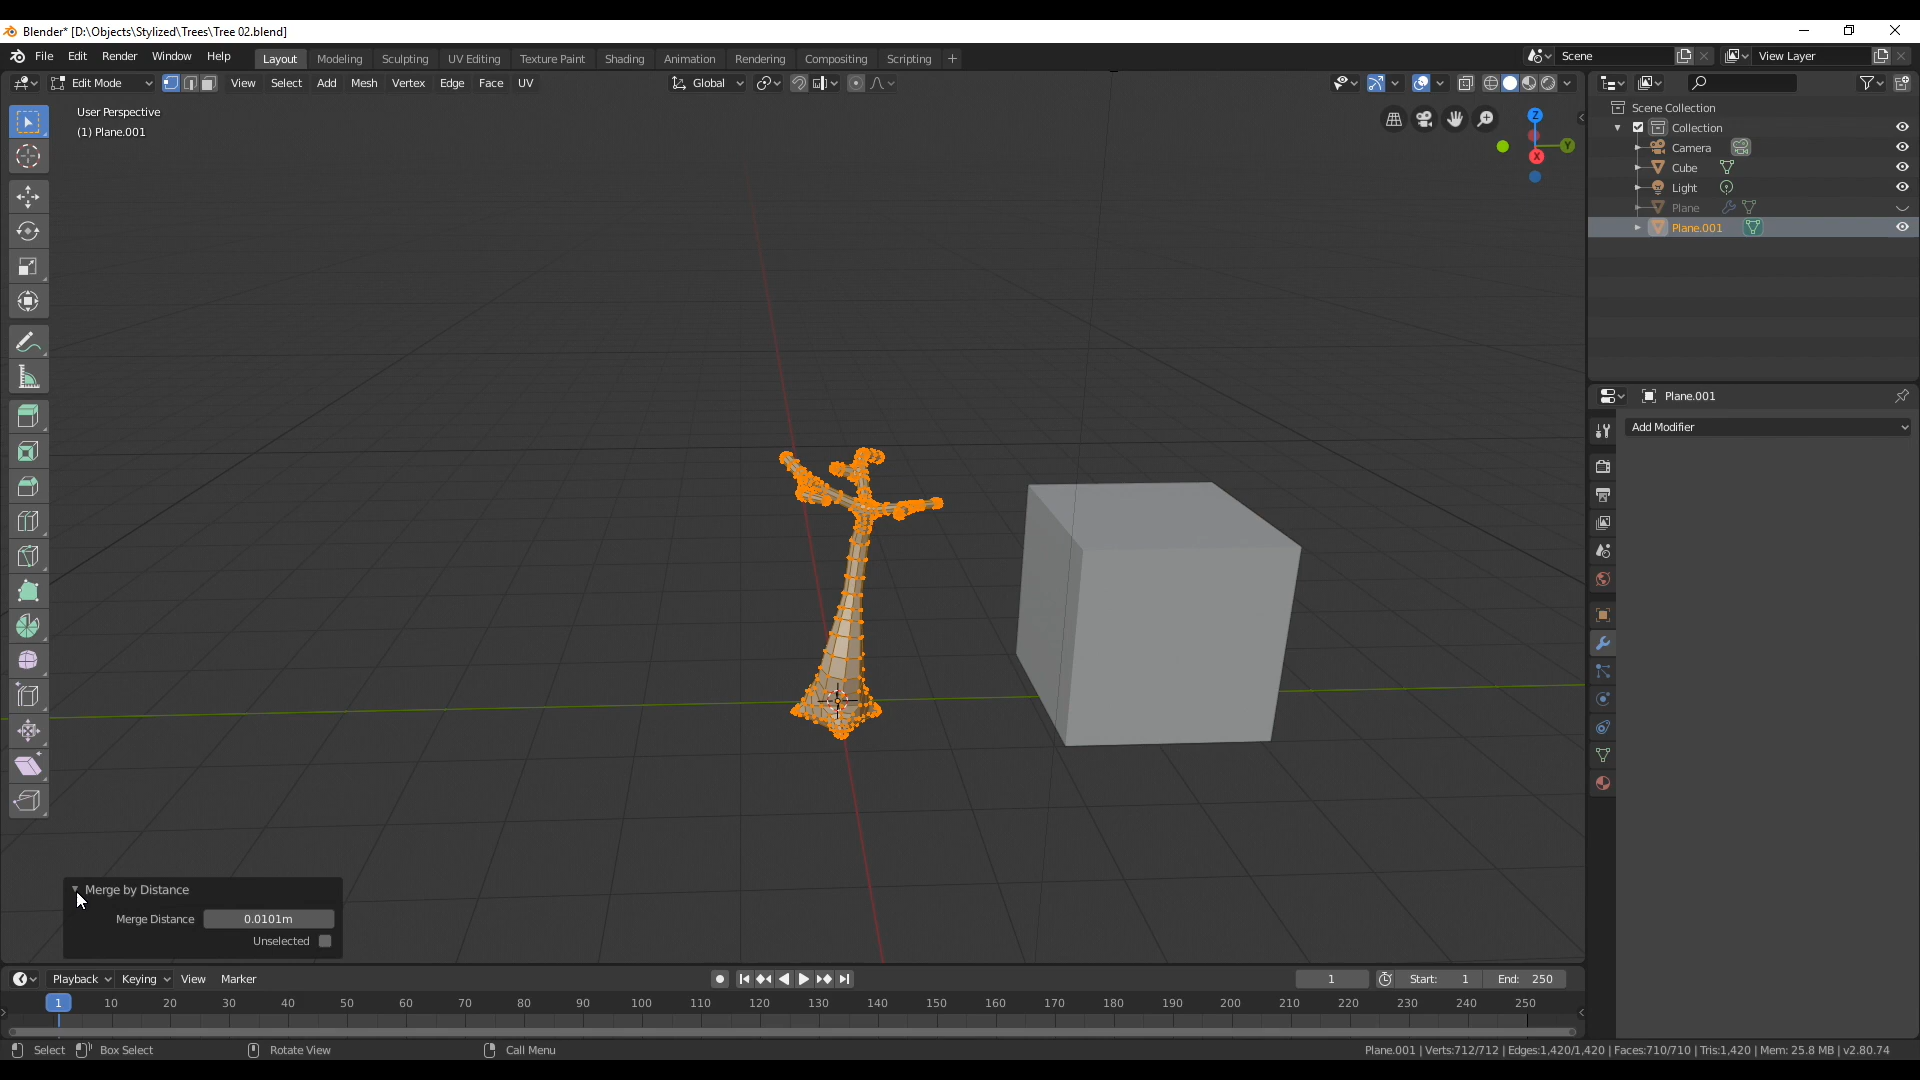 Blender* [D:\Objects\Stylized\Trees\Tree 02.blend]
File Edit Render Window Help Layout Modeling Sculpting UV Editing Texture Paint Shading Animation Rendering Compositing Scripting + Scene View Layer
Edit Mode View Select Add Mesh Vertex Edge Face UV Global
User Perspective
(1) Plane.001
Z
Y
X
Scene Collection
Collection
Camera
Cube
Light
Plane
Plane.001
Plane.001
Add Modifier
Merge by Distance
Merge Distance 0.0101m
Unselected
Playback Keying View Marker 1 Start: 1 End: 250
1 10 20 30 40 50 60 70 80 90 100 110 120 130 140 150 160 170 180 190 200 210 220 230 240 250
Select Box Select Rotate View Call Menu Plane.001 | Verts:712/712 | Edges:1,420/1,420 | Faces:710/710 | Tris:1,420 | Mem: 25.8 MB | v2.80.74